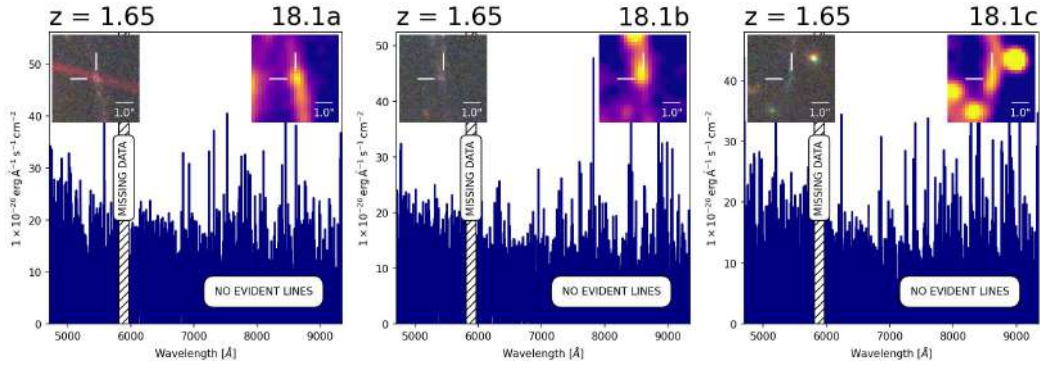 z = 1.65 18.1a
1.0"
1.0"
MISSING DATA
NO EVIDENT LINES
1 × 10⁻²⁶ erg Å⁻¹ s⁻¹ cm⁻²
0
10
20
30
40
50
5000 6000 7000 8000 9000
Wavelength [Å]
z = 1.65 18.1b
1.0"
1.0"
MISSING DATA
NO EVIDENT LINES
1 × 10⁻²⁶ erg Å⁻¹ s⁻¹ cm⁻²
0
10
20
30
40
50
5000 6000 7000 8000 9000
Wavelength [Å]
z = 1.65 18.1c
1.0"
1.0"
MISSING DATA
NO EVIDENT LINES
1 × 10⁻²⁶ erg Å⁻¹ s⁻¹ cm⁻²
0
10
20
30
40
5000 6000 7000 8000 9000
Wavelength [Å]